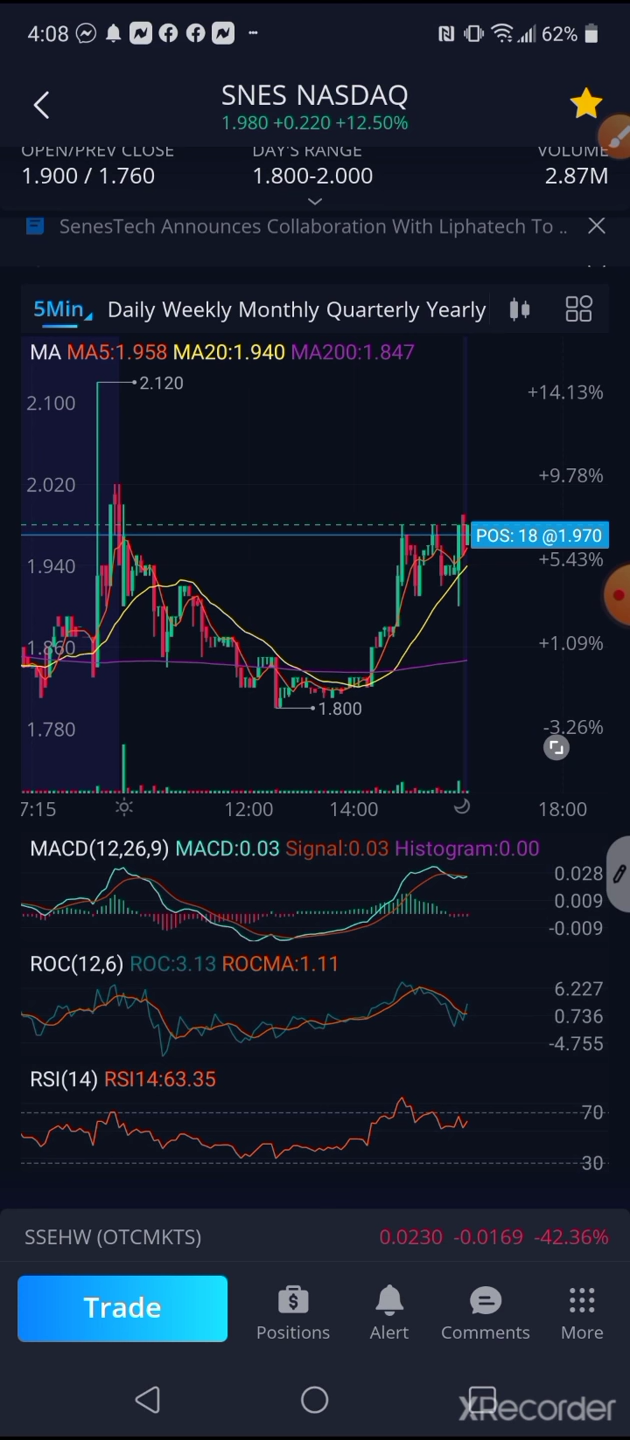 4:08 62%
SNES NASDAQ
1.980 +0.220 +12.50%
OPEN/PREV CLOSE DAY'S RANGE VOLUME
1.900 / 1.760 1.800-2.000 2.87M
SenesTech Announces Collaboration With Liphatech To ..
5Min Daily Weekly Monthly Quarterly Yearly
MA MA5:1.958 MA20:1.940 MA200:1.847
2.120
2.100 +14.13%
2.020 +9.78%
POS: 18 @1.970
1.940 +5.43%
1.860 +1.09%
1.800
1.780 -3.26%
7:15 12:00 14:00 18:00
MACD(12,26,9) MACD:0.03 Signal:0.03 Histogram:0.00
0.028
0.009
-0.009
ROC(12,6) ROC:3.13 ROCMA:1.11
6.227
0.736
-4.755
RSI(14) RSI14:63.35
70
30
SSEHW (OTCMKTS) 0.0230 -0.0169 -42.36%
Trade
Positions Alert Comments More
XRecorder